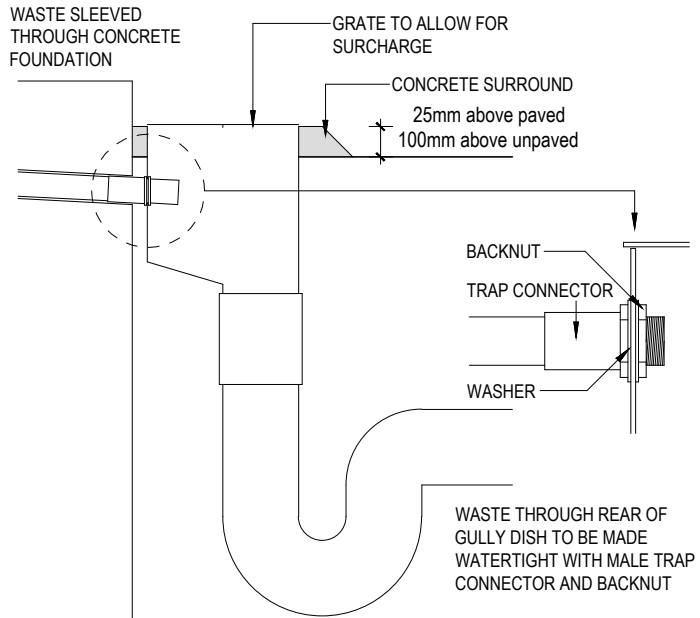 WASTE SLEEVED
THROUGH CONCRETE
FOUNDATION
GRATE TO ALLOW FOR
SURCHARGE
CONCRETE SURROUND
25mm above paved
100mm above unpaved
BACKNUT
TRAP CONNECTOR
WASHER
WASTE THROUGH REAR OF
GULLY DISH TO BE MADE
WATERTIGHT WITH MALE TRAP
CONNECTOR AND BACKNUT